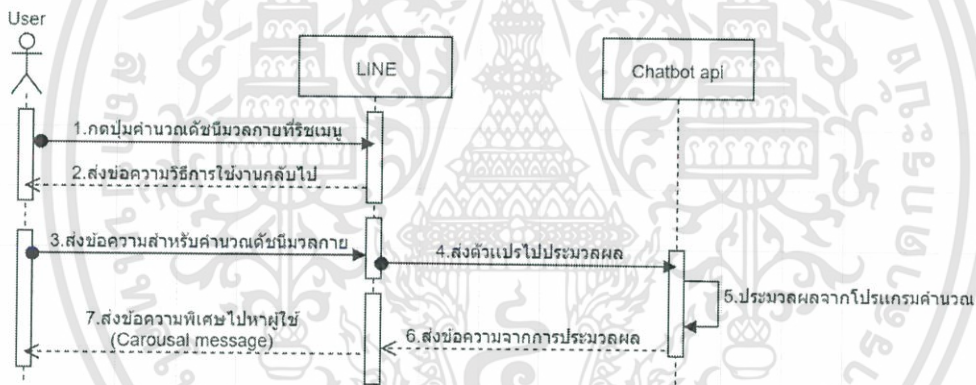 User
LINE
Chatbot api
1.กดปุ่มคำนวณดัชนีมวลกายที่ริชเมนู
2.ส่งข้อความวิธีการใช้งานกลับไป
3.ส่งข้อความสำหรับคำนวณดัชนีมวลกาย
4.ส่งตัวแปรไปประมวลผล
5.ประมวลผลจากโปรแกรมคำนวณ
6.ส่งข้อความจากการประมวลผล
7.ส่งข้อความพิเศษไปหาผู้ใช้
(Carousal message)